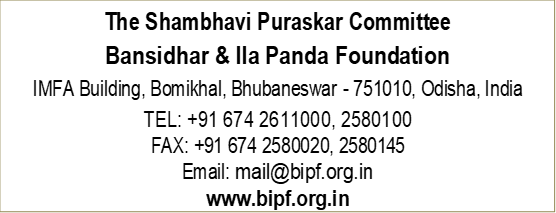 The Shambhavi Puraskar Committee
Bansidhar & Ila Panda Foundation
IMFA Building, Bomikhal, Bhubaneswar - 751010, Odisha, India
TEL: +91 674 2611000, 2580100
FAX: +91 674 2580020, 2580145
Email: mail@bipf.org.in
www.bipf.org.in